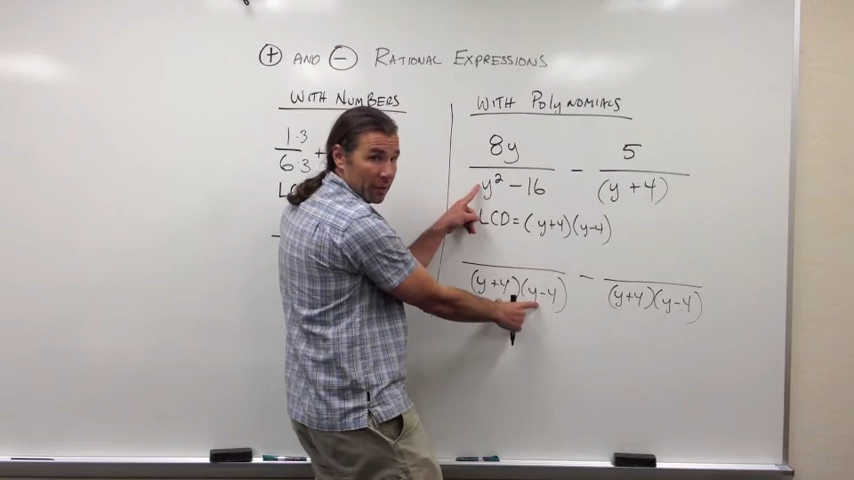 + AND − RATIONAL EXPRESSIONS
WITH NUMBERS
1·3
6·3 +
WITH POLYNOMIALS
8y − 5
y² − 16 (y + 4)
LCD = (y+4)(y−4)
−
(y+4)(y−4) (y+4)(y−4)